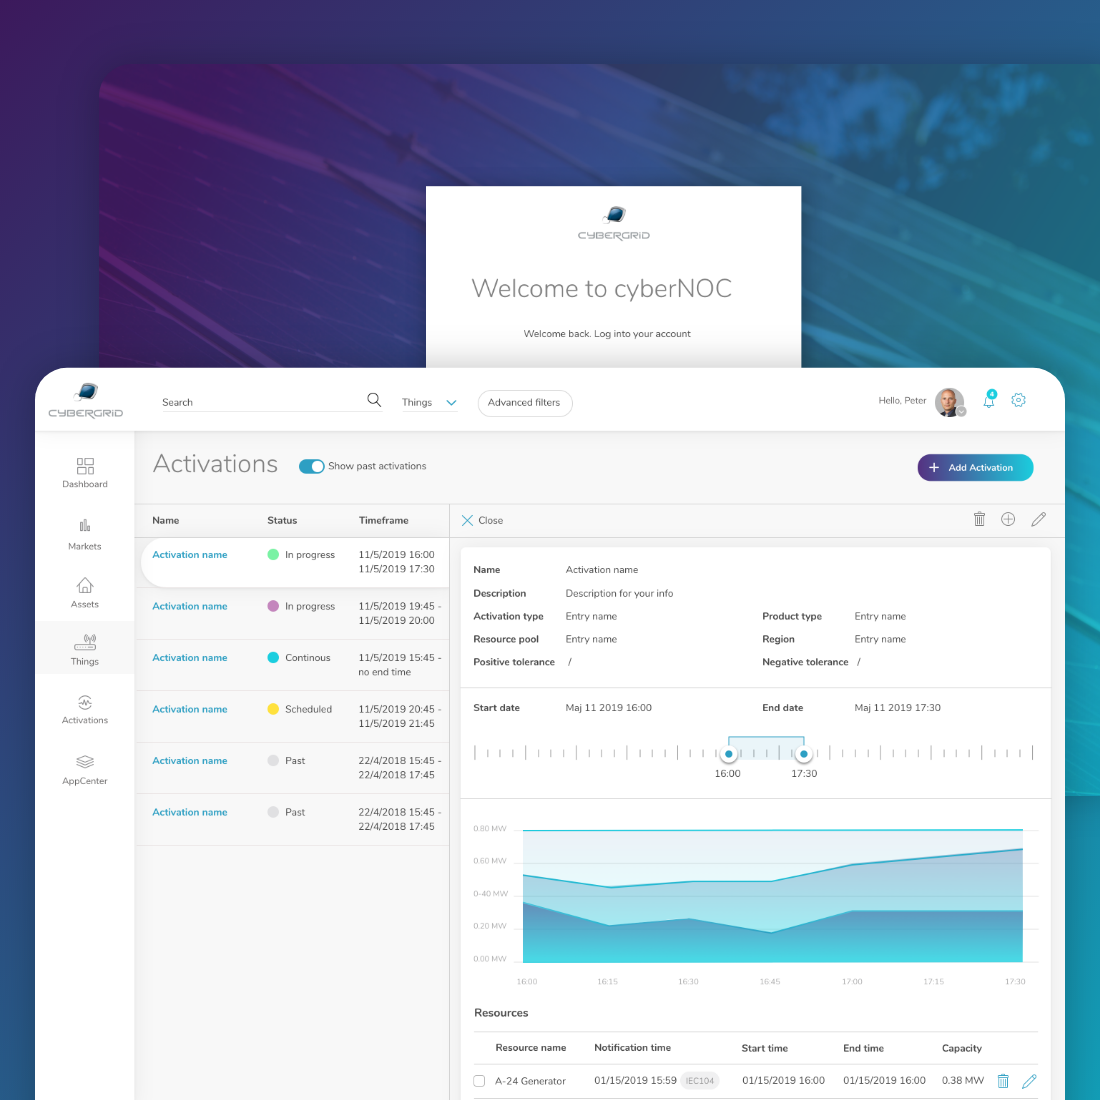 CYBERGRID
Welcome to cyberNOC
Welcome back. Log into your account
CYBERGRID
Search
Things
Advanced filters
Hello, Peter
4
Dashboard
Markets
Assets
Things
Activations
AppCenter
Activations
Show past activations
+ Add Activation
Name Status Timeframe
Activation name In progress 11/5/2019 16:00
11/5/2019 17:30
Activation name In progress 11/5/2019 19:45 -
11/5/2019 20:00
Activation name Continous 11/5/2019 15:45 -
no end time
Activation name Scheduled 11/5/2019 20:45 -
11/5/2019 21:45
Activation name Past 22/4/2018 15:45 -
22/4/2018 17:45
Activation name Past 22/4/2018 15:45 -
22/4/2018 17:45
Close
Name Activation name
Description Description for your info
Activation type Entry name Product type Entry name
Resource pool Entry name Region Entry name
Positive tolerance / Negative tolerance /
Start date Maj 11 2019 16:00 End date Maj 11 2019 17:30
16:00 17:30
0.80 MW
0.60 MW
0-40 MW
0.20 MW
0.00 MW
16:00 16:15 16:30 16:45 17:00 17:15 17:30
Resources
Resource name Notification time Start time End time Capacity
A-24 Generator 01/15/2019 15:59 IEC104 01/15/2019 16:00 01/15/2019 16:00 0.38 MW